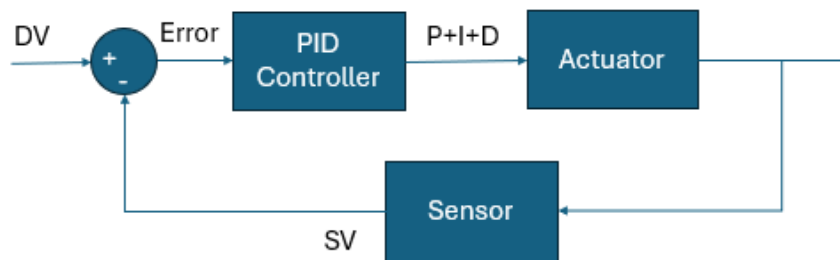 DV
+
-
Error
PID
Controller
P+I+D
Actuator
Sensor
SV